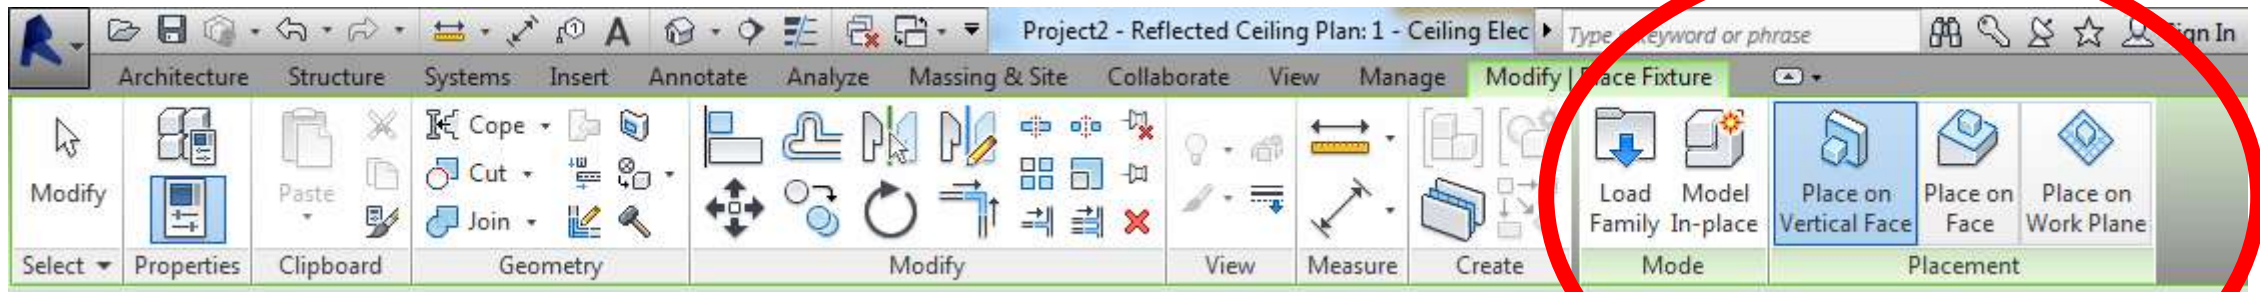 Project2 - Reflected Ceiling Plan: 1 - Ceiling Elec
Type a keyword or phrase
Sign In
Architecture Structure Systems Insert Annotate Analyze Massing & Site Collaborate View Manage Modify | Place Fixture
Modify
Paste
Cope
Cut
Join
Load Family
Model In-place
Place on Vertical Face
Place on Face
Place on Work Plane
Select Properties Clipboard Geometry Modify View Measure Create Mode Placement